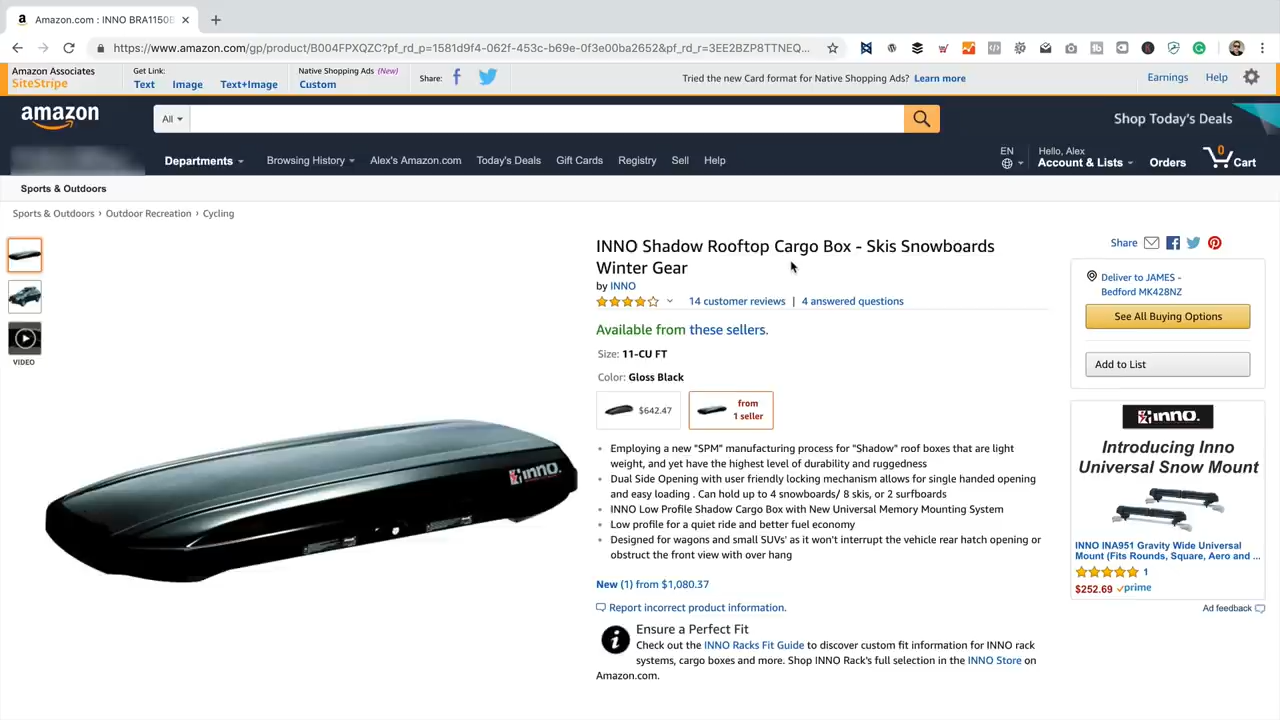 Amazon.com : INNO BRA1150B
https://www.amazon.com/gp/product/B004FPXQZC?pf_rd_p=1581d9f4-062f-453c-b69e-0f3e00ba2652&pf_rd_r=3EE2BZP8TTNEQ...
Amazon Associates
SiteStripe
Get Link:
Text Image Text+Image
Native Shopping Ads (New)
Custom
Share:
Tried the new Card format for Native Shopping Ads? Learn more
Earnings Help
amazon
All
Shop Today's Deals
Departments Browsing History Alex's Amazon.com Today's Deals Gift Cards Registry Sell Help
EN
Hello, Alex
Account & Lists
Orders
0
Cart
Sports & Outdoors
Sports & Outdoors › Outdoor Recreation › Cycling
VIDEO
INNO.
INNO Shadow Rooftop Cargo Box - Skis Snowboards
Winter Gear
by INNO
14 customer reviews | 4 answered questions
Available from these sellers.
Size: 11-CU FT
Color: Gloss Black
$642.47
from
1 seller
• Employing a new "SPM" manufacturing process for "Shadow" roof boxes that are light
weight, and yet have the highest level of durability and ruggedness
• Dual Side Opening with user friendly locking mechanism allows for single handed opening
and easy loading . Can hold up to 4 snowboards/ 8 skis, or 2 surfboards
• INNO Low Profile Shadow Cargo Box with New Universal Memory Mounting System
• Low profile for a quiet ride and better fuel economy
• Designed for wagons and small SUVs' as it won't interrupt the vehicle rear hatch opening or
obstruct the front view with over hang
New (1) from $1,080.37
Report incorrect product information.
Ensure a Perfect Fit
Check out the INNO Racks Fit Guide to discover custom fit information for INNO rack
systems, cargo boxes and more. Shop INNO Rack's full selection in the INNO Store on
Amazon.com.
Share
Deliver to JAMES -
Bedford MK428NZ
See All Buying Options
Add to List
INNO.
Introducing Inno
Universal Snow Mount
INNO INA951 Gravity Wide Universal
Mount (Fits Rounds, Square, Aero and ...
1
$252.69 prime
Ad feedback